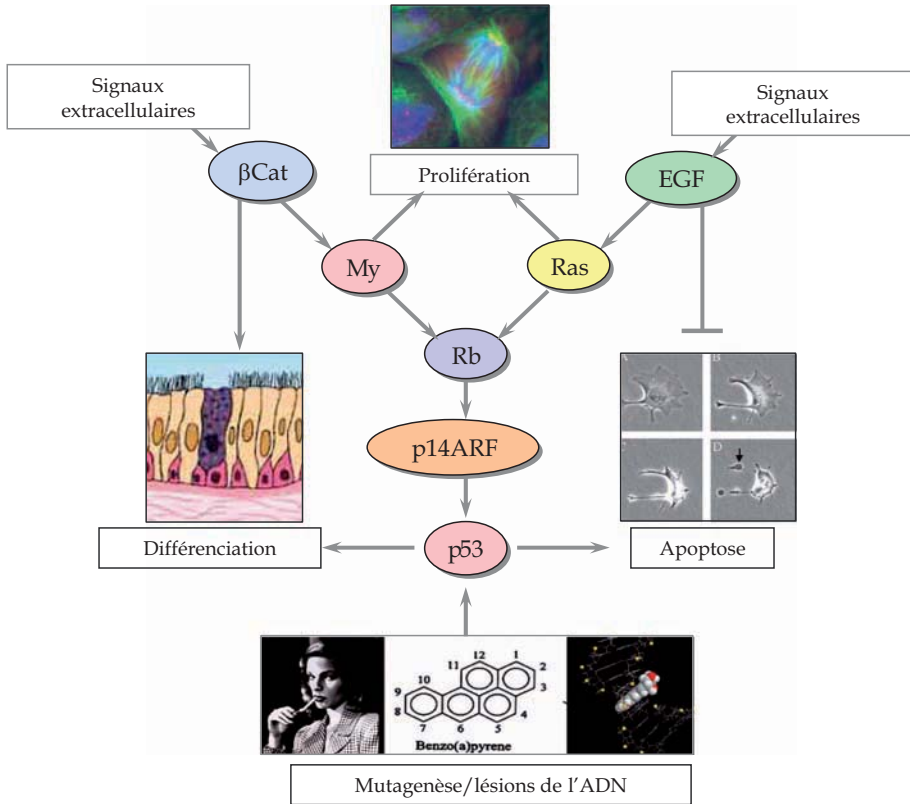 Signaux
extracellulaires
Signaux
extracellulaires
Prolifération
βCat
EGF
My
Ras
Rb
A
B
D
p14ARF
p53
Différenciation
Apoptose
12
1
11
2
10
3
9
8
4
7
6
5
Benzo(a)pyrene
Mutagenèse/lésions de l'ADN